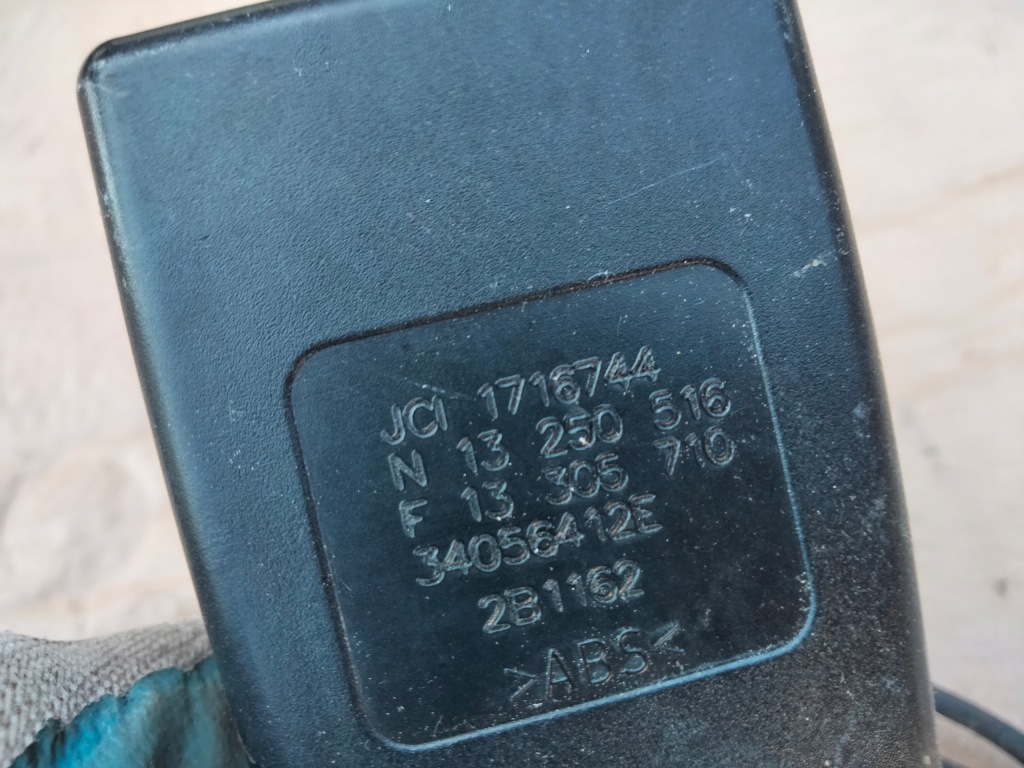 JCI 1716744
N 13 250 516
F 13 305 710
34056412E
2B1162
>ABS<